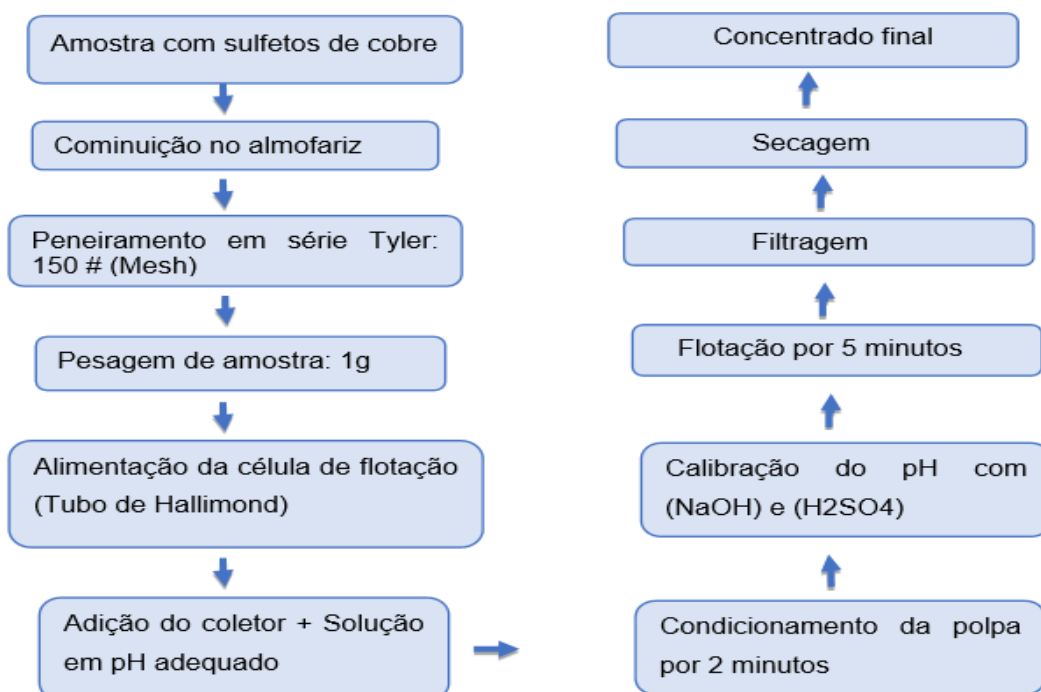 Amostra com sulfetos de cobre
Cominuição no almofariz
Peneiramento em série Tyler:
150 # (Mesh)
Pesagem de amostra: 1g
Alimentação da célula de flotação
(Tubo de Hallimond)
Adição do coletor + Solução
em pH adequado
Condicionamento da polpa
por 2 minutos
Calibração do pH com
(NaOH) e (H2SO4)
Flotação por 5 minutos
Filtragem
Secagem
Concentrado final